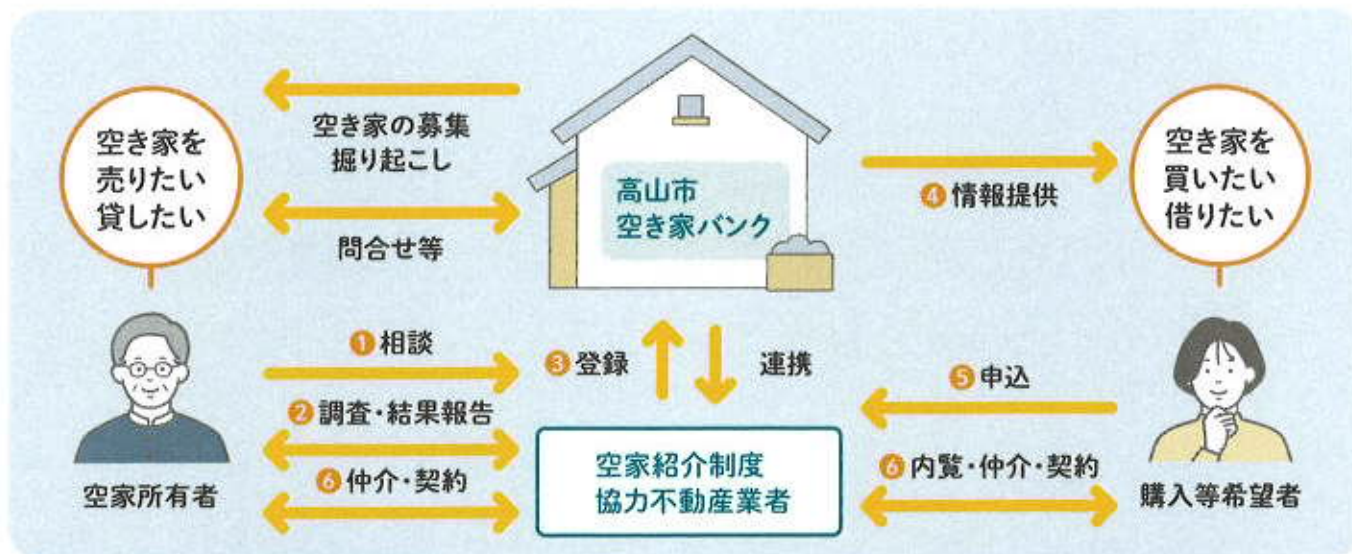 空き家を
売りたい
貸したい
空き家の募集
掘り起こし
問合せ等
高山市
空き家バンク
④情報提供
空き家を
買いたい
借りたい
①相談
②調査・結果報告
⑥仲介・契約
空家所有者
③登録
連携
空家紹介制度
協力不動産業者
⑤申込
⑥内覧・仲介・契約
購入等希望者